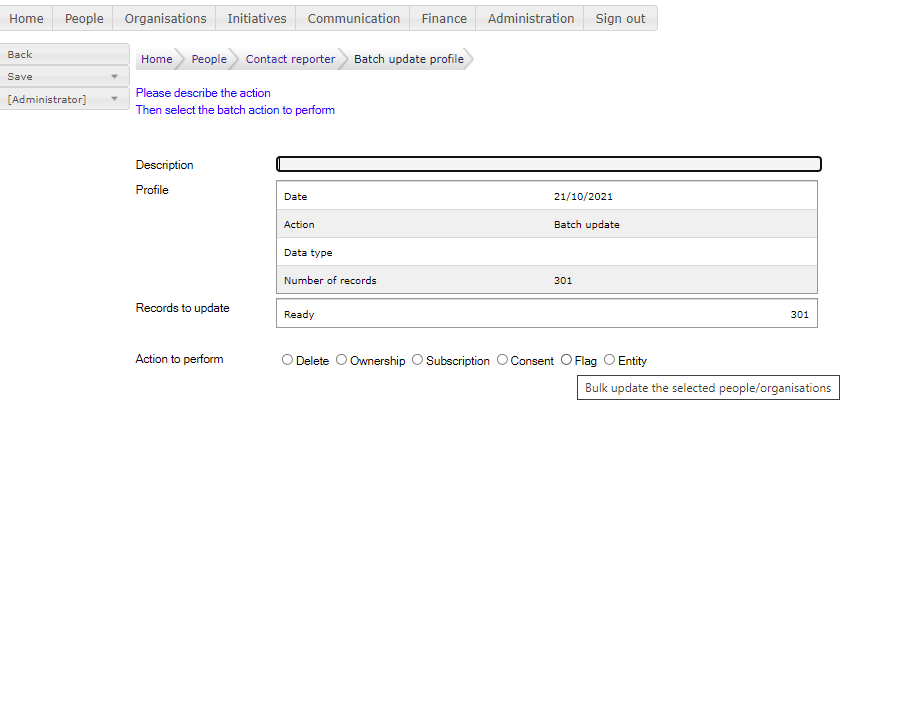 Home People Organisations Initiatives Communication Finance Administration Sign out
Back
Save
[Administrator]
Home People Contact reporter Batch update profile
Please describe the action
Then select the batch action to perform
Description
Profile
Date 21/10/2021
Action Batch update
Data type
Number of records 301
Records to update
Ready 301
Action to perform
Delete Ownership Subscription Consent Flag Entity
Bulk update the selected people/organisations